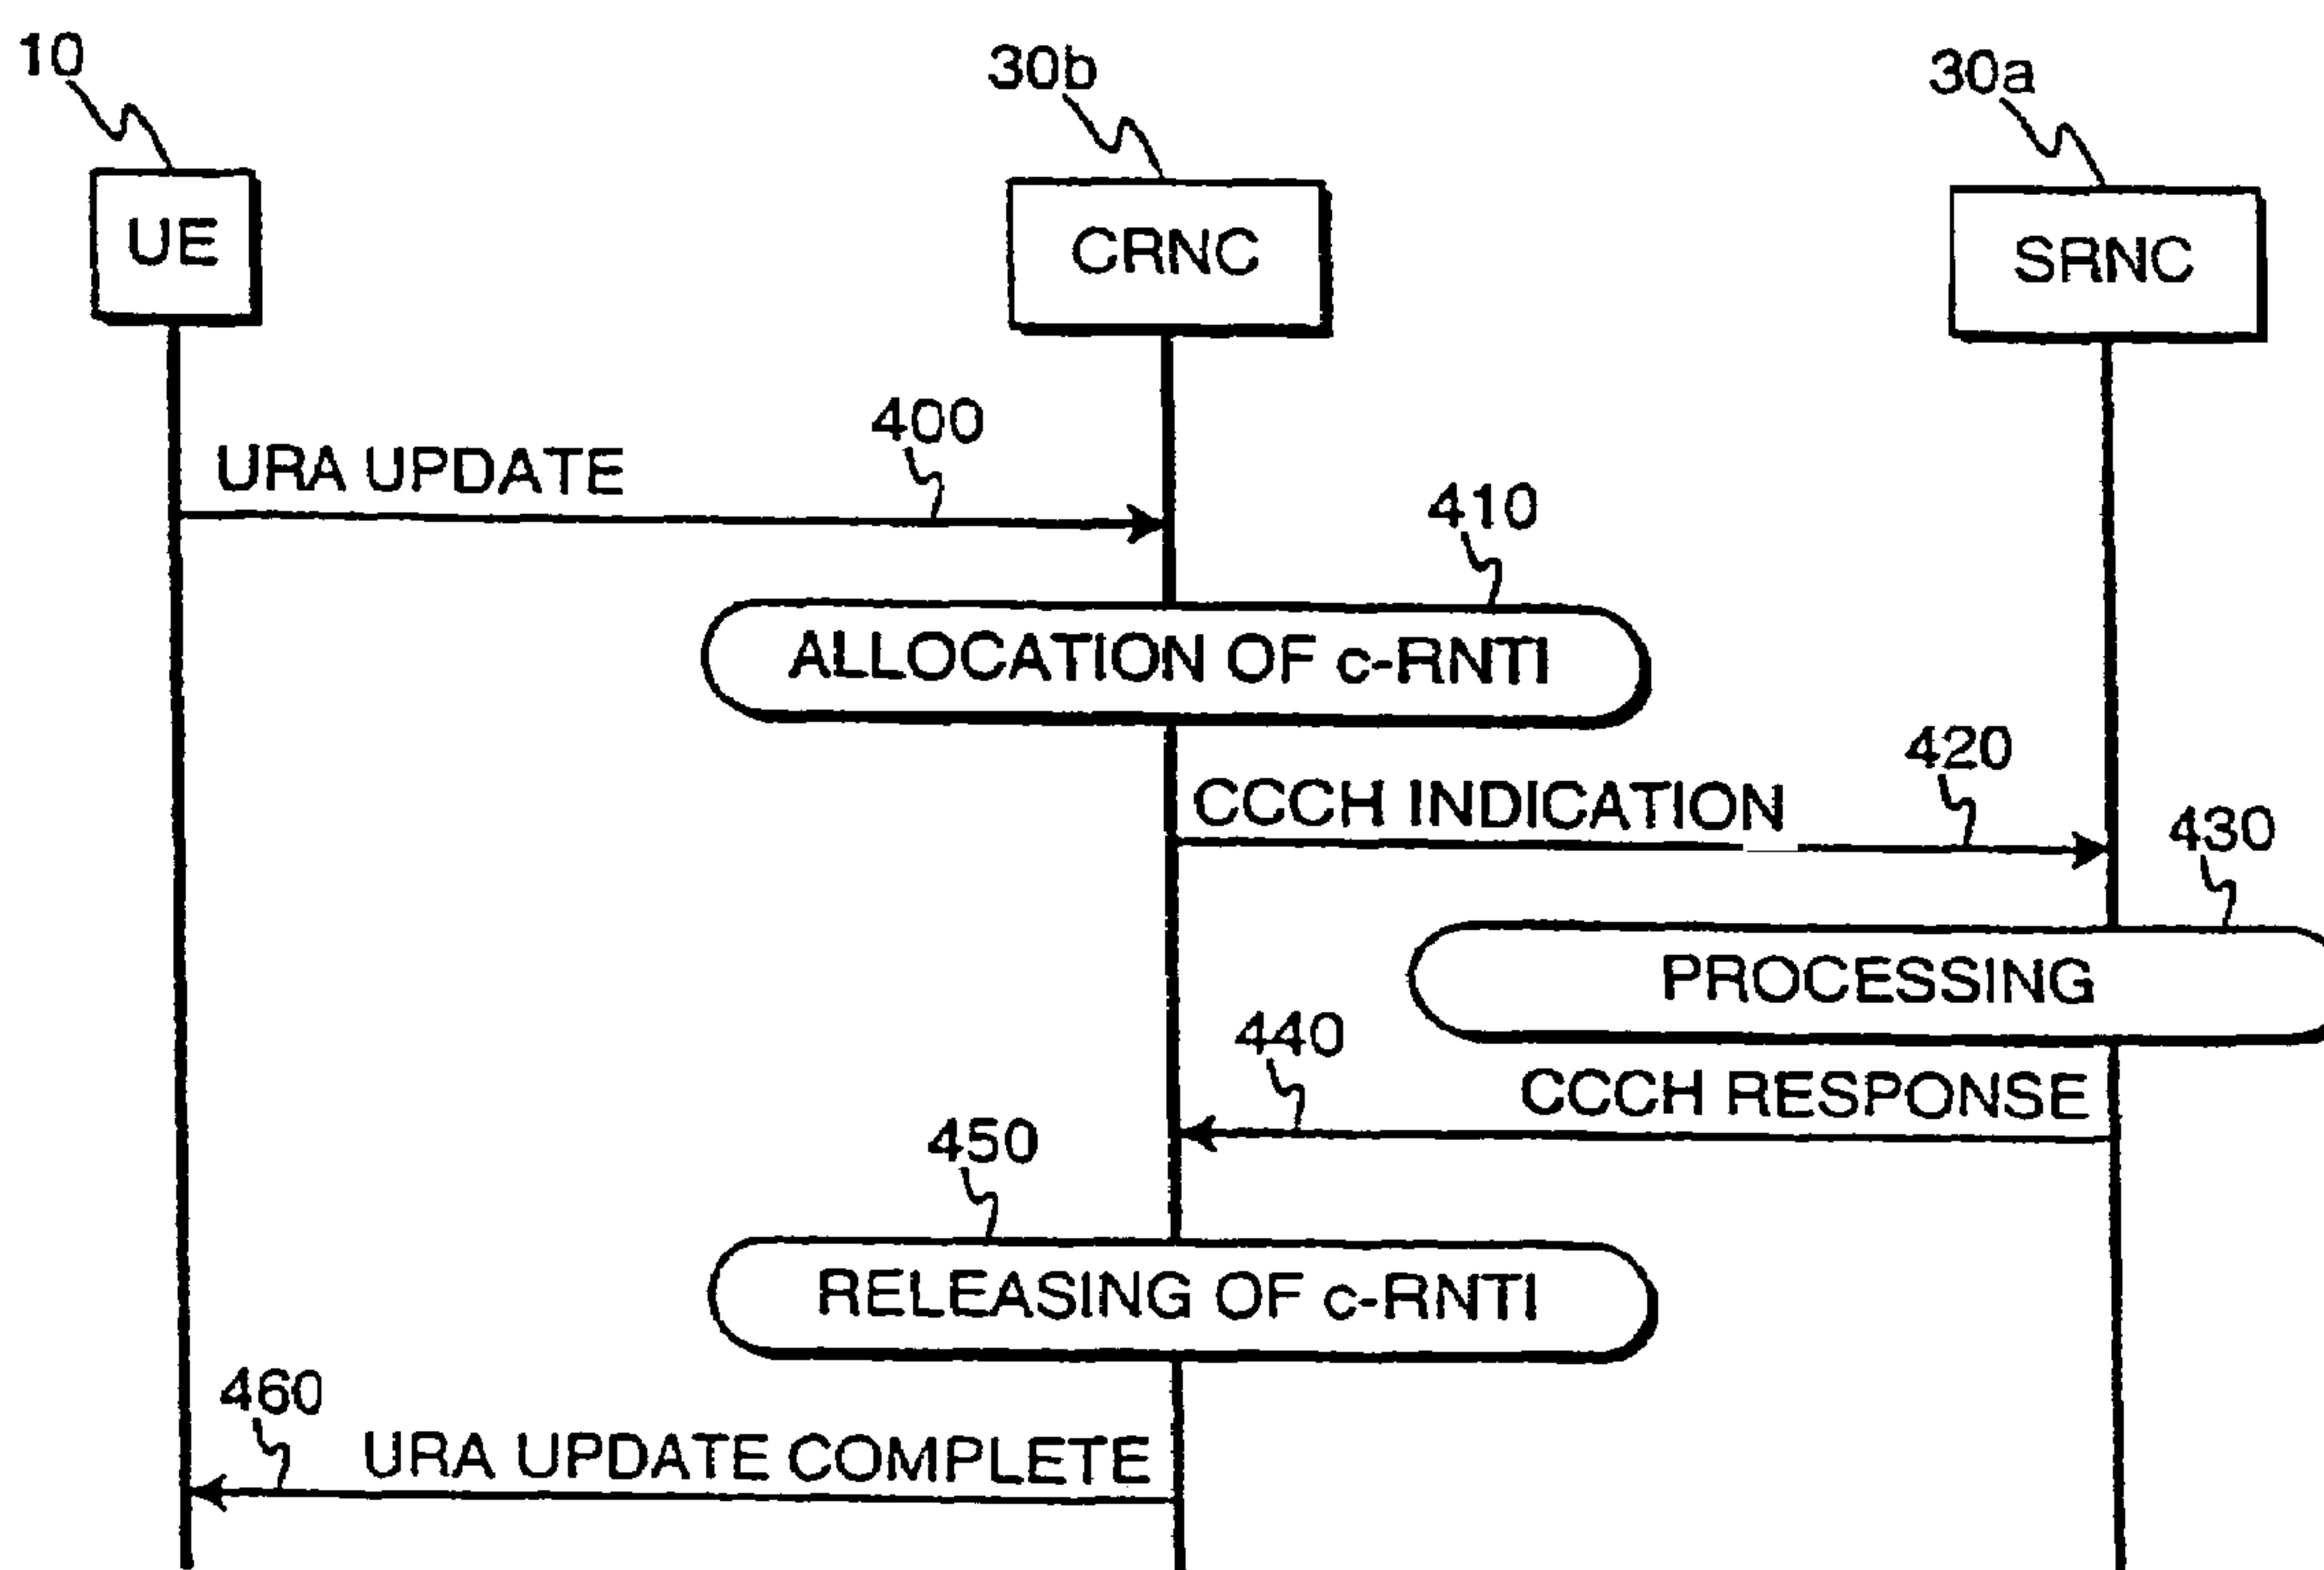 10
30b
30a
UE
CRNC
SRNC
400
URA UPDATE
410
ALLOCATION OF c-RNTI
420
CCCH INDICATION
430
PROCESSING
440
CCCH RESPONSE
450
RELEASING OF c-RNTI
460
URA UPDATE COMPLETE